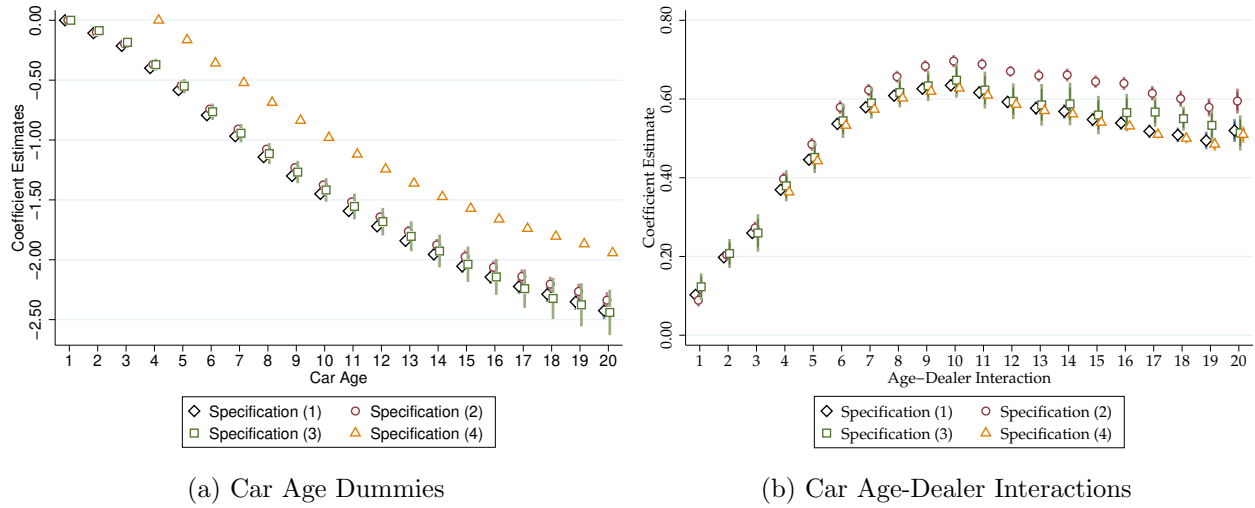 Coefficient Estimates
0.00
−0.50
−1.00
−1.50
−2.00
−2.50
1 2 3 4 5 6 7 8 9 10 11 12 13 14 15 16 17 18 19 20
Car Age
Specification (1) Specification (2)
Specification (3) Specification (4)
(a) Car Age Dummies
Coefficient Estimate
0.80
0.60
0.40
0.20
0.00
1 2 3 4 5 6 7 8 9 10 11 12 13 14 15 16 17 18 19 20
Age−Dealer Interaction
Specification (1) Specification (2)
Specification (3) Specification (4)
(b) Car Age-Dealer Interactions